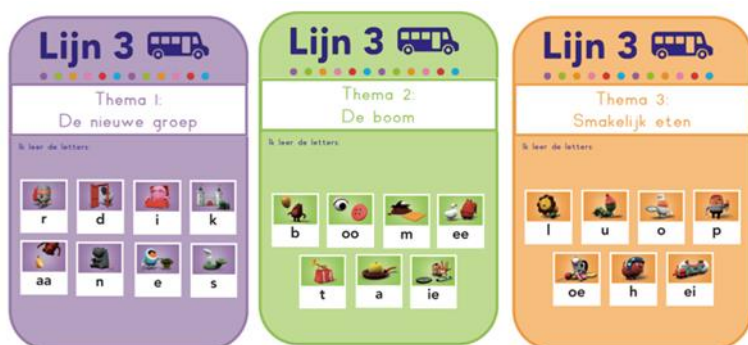 Lijn 3
Thema 1:
De nieuwe groep
Ik leer de letters:
r d i k
aa n e s
Lijn 3
Thema 2:
De boom
Ik leer de letters:
b oo m ee
t a ie
Lijn 3
Thema 3:
Smakelijk eten
Ik leer de letters:
l u o p
oe h ei